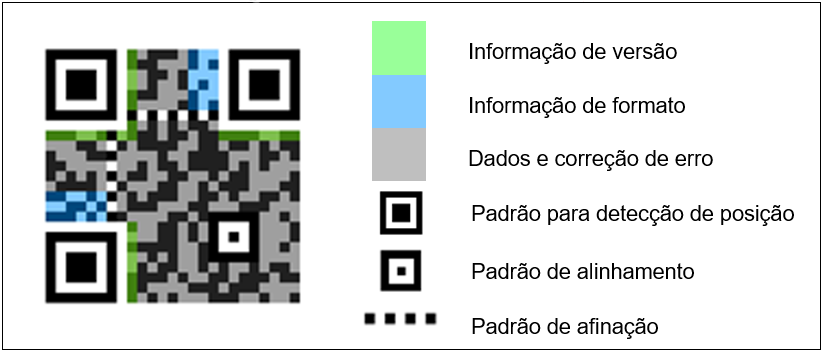 Informação de versão
Informação de formato
Dados e correção de erro
Padrão para detecção de posição
Padrão de alinhamento
Padrão de afinação